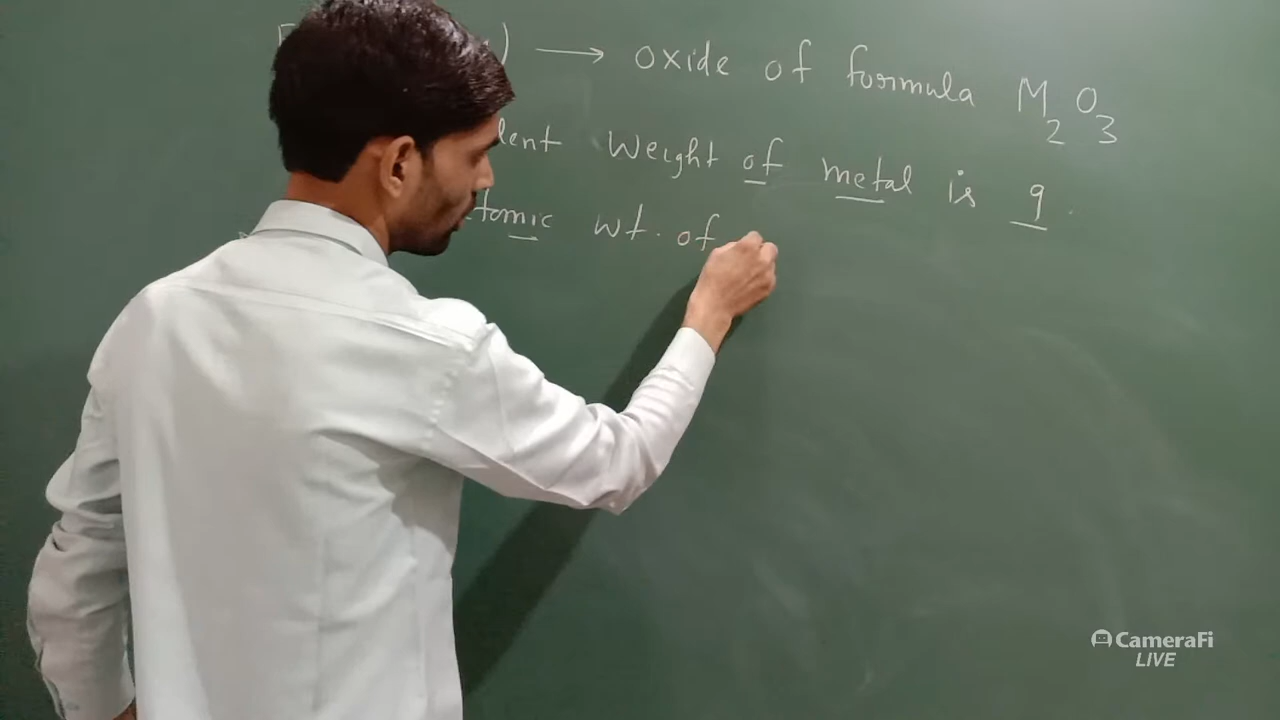 ) ⟶ oxide of formula M₂O₃
lent Weight of metal is 9.
tomic wt. of
CameraFi
LIVE